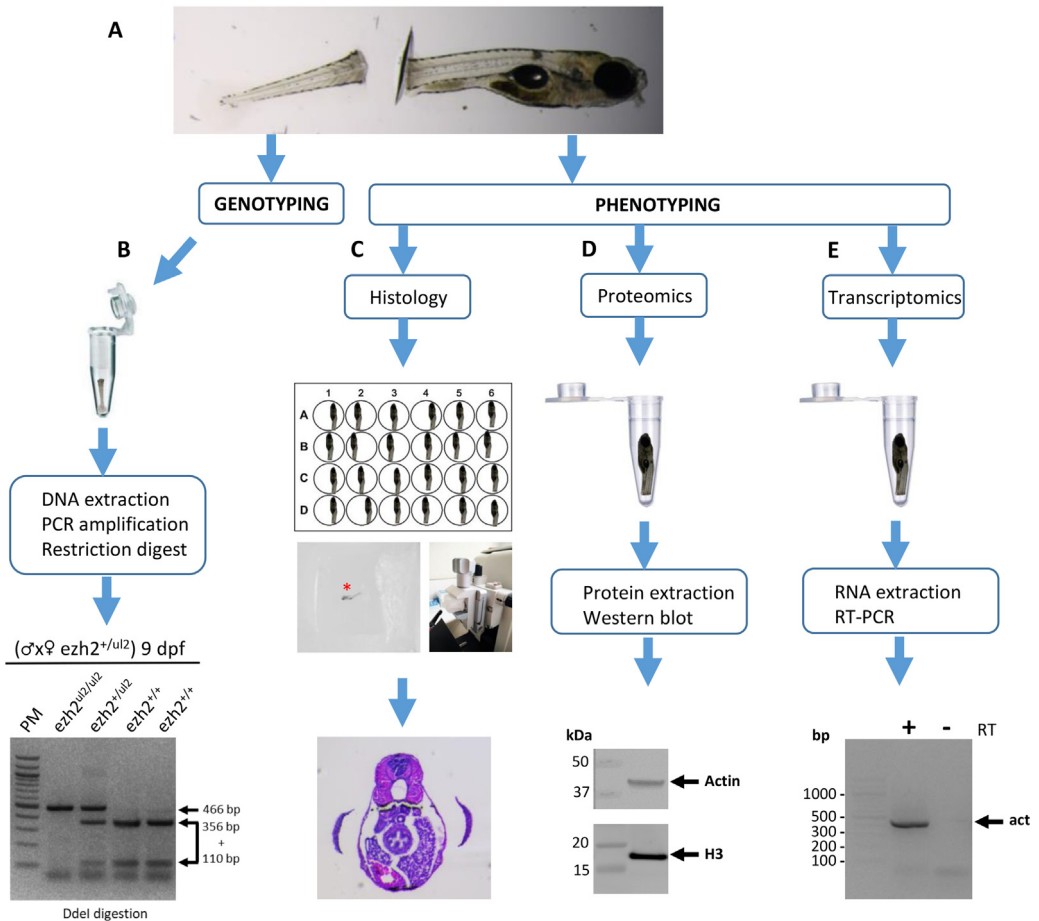 A
GENOTYPING
PHENOTYPING
B
C
D
E
Histology
Proteomics
Transcriptomics
1 2 3 4 5 6
A
B
C
D
*
DNA extraction
PCR amplification
Restriction digest
Protein extraction
Western blot
RNA extraction
RT-PCR
(♂x♀ ezh2+/ul2) 9 dpf
PM
ezh2ul2/ul2
ezh2+/ul2
ezh2+/+
ezh2+/+
466 bp
356 bp
+
110 bp
DdeI digestion
kDa
50
37
Actin
20
15
H3
+ - RT
bp
1000
500
300
200
100
act